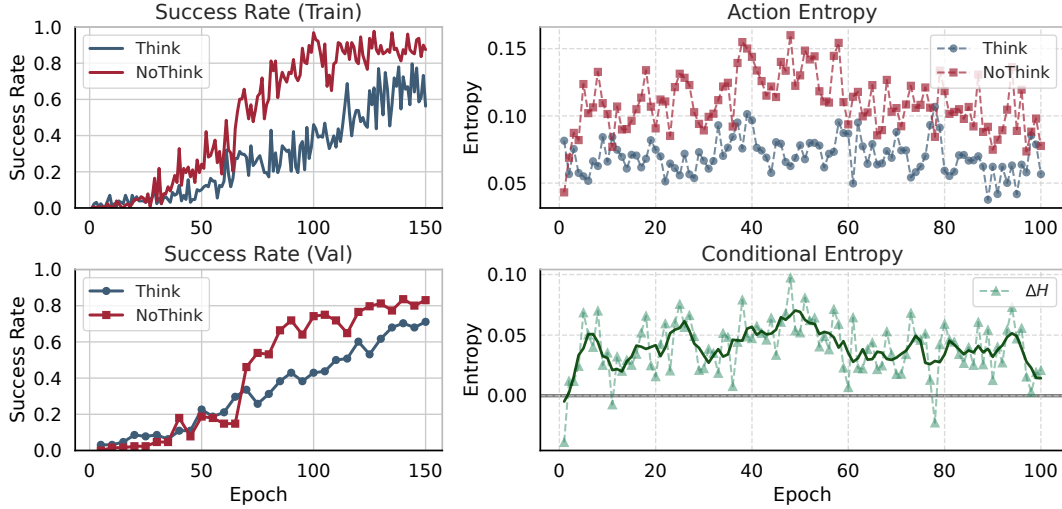 Success Rate (Train)
Success Rate
1.0
0.8
0.6
0.4
0.2
0.0
Think
NoThink
0
50
100
150
Action Entropy
Entropy
0.15
0.10
0.05
Think
NoThink
0
20
40
60
80
100
Success Rate (Val)
Success Rate
1.0
0.8
0.6
0.4
0.2
0.0
Think
NoThink
0
50
100
150
Epoch
Conditional Entropy
Entropy
0.10
0.05
0.00
ΔH
0
20
40
60
80
100
Epoch